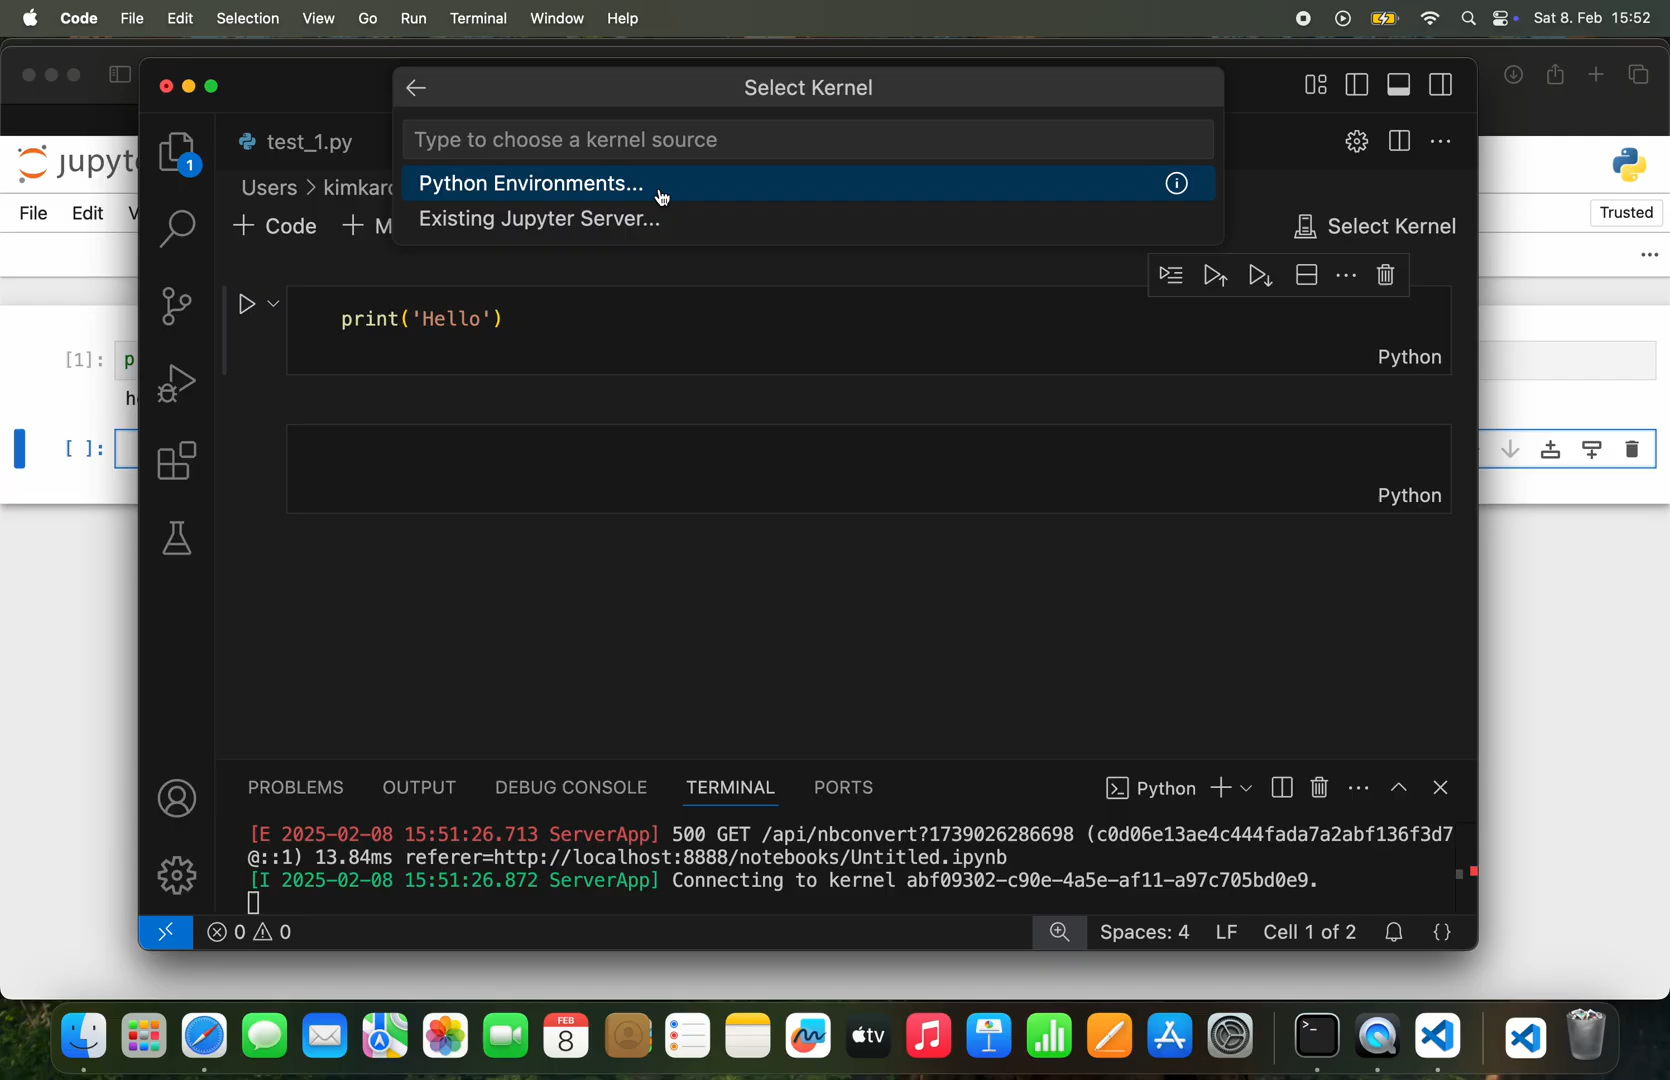 Code File Edit Selection View Go Run Terminal Window Help Sat 8. Feb 15:52
Select Kernel
Type to choose a kernel source
Python Environments...
Existing Jupyter Server...
1
test_1.py
Users > kimkaro
+ Code + M
Select Kernel
File Edit V
Trusted
print('Hello')
Python
[1]: p
h
[ ]:
Python
PROBLEMS OUTPUT DEBUG CONSOLE TERMINAL PORTS
Python
[E 2025-02-08 15:51:26.713 ServerApp] 500 GET /api/nbconvert?1739026286698 (c0d06e13ae4c444fada7a2abf136f3d7
@::1) 13.84ms referer=http://localhost:8888/notebooks/Untitled.ipynb
[I 2025-02-08 15:51:26.872 ServerApp] Connecting to kernel abf09302-c90e-4a5e-af11-a97c705bd0e9.
0 0
Spaces: 4 LF Cell 1 of 2 {}
FEB
8
tv